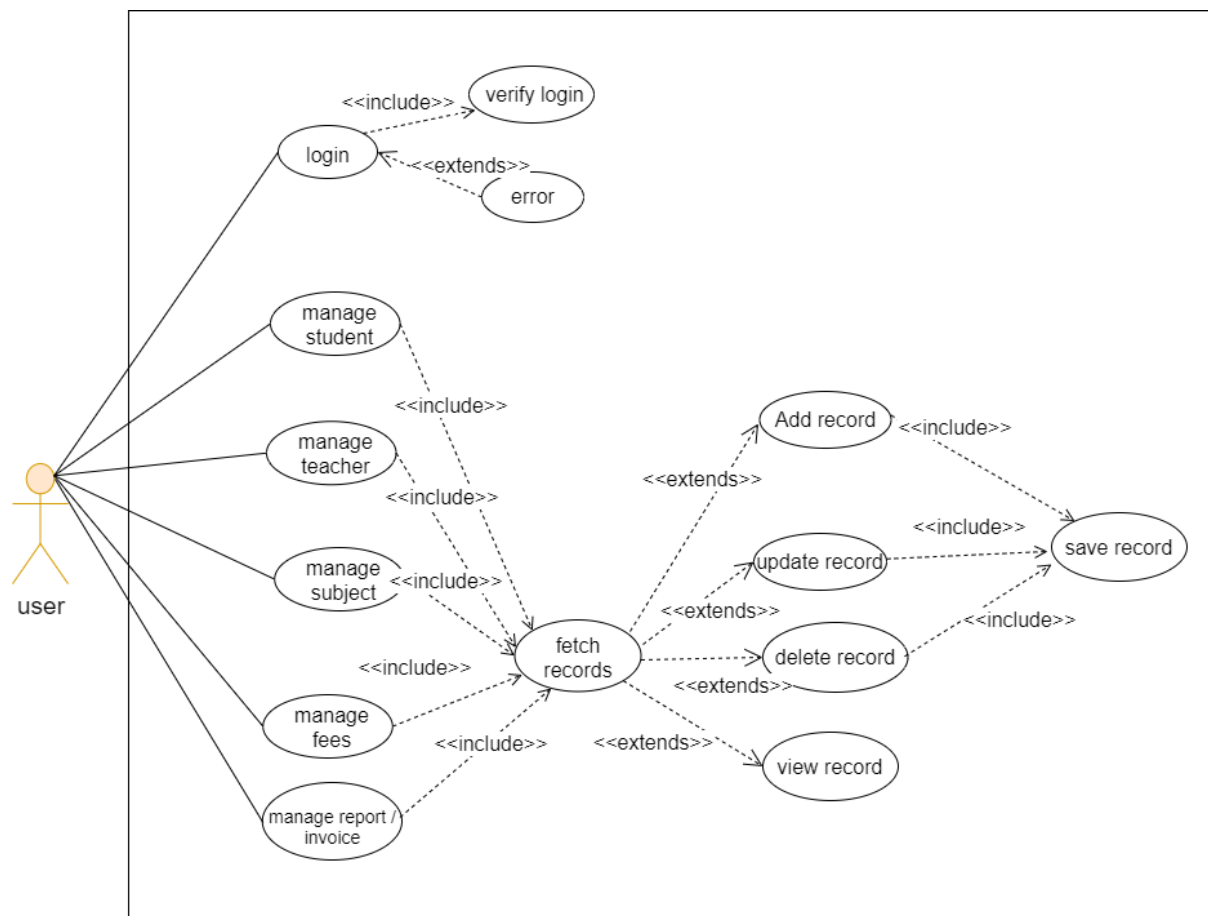 verify login
<<include>>
login
<<extends>>
error
manage
student
<<include>>
Add record
<<include>>
manage
teacher
<<extends>>
<<include>>
<<include>>
save record
update record
manage
subject
<<include>>
<<extends>>
<<include>>
user
fetch
records
delete record
<<include>>
<<extends>>
manage
fees
<<include>>
<<extends>>
view record
manage report /
invoice